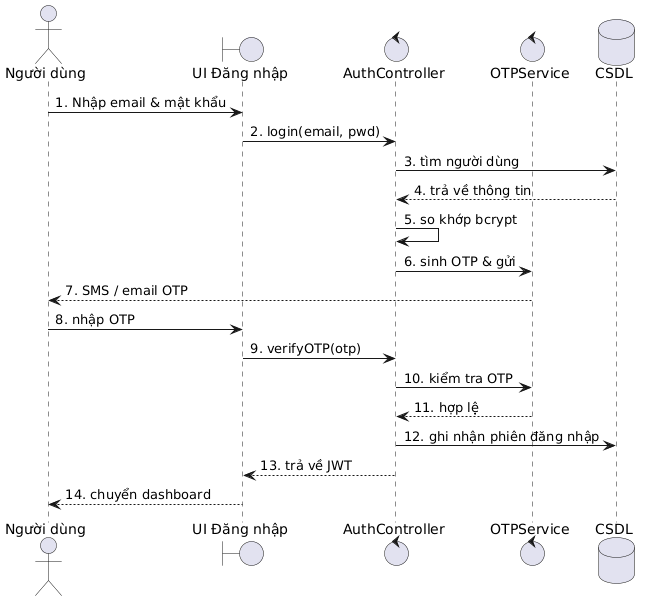 Người dùng
UI Đăng nhập
AuthController
OTPService
CSDL
1. Nhập email & mật khẩu
2. login(email, pwd)
3. tìm người dùng
4. trả về thông tin
5. so khớp bcrypt
6. sinh OTP & gửi
7. SMS / email OTP
8. nhập OTP
9. verifyOTP(otp)
10. kiểm tra OTP
11. hợp lệ
12. ghi nhận phiên đăng nhập
13. trả về JWT
14. chuyển dashboard
Người dùng
UI Đăng nhập
AuthController
OTPService
CSDL